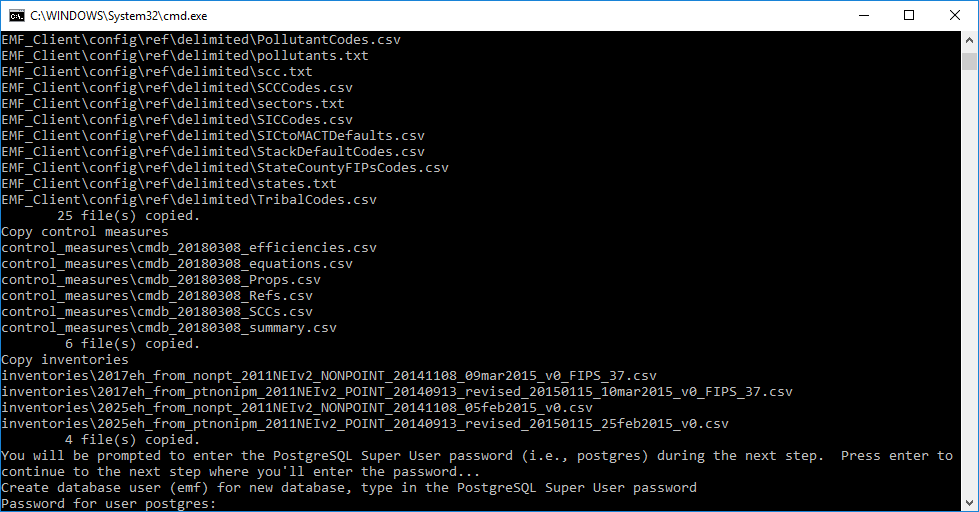 C:\WINDOWS\System32\cmd.exe
EMF_Client\config\ref\delimited\PollutantCodes.csv
EMF_Client\config\ref\delimited\pollutants.txt
EMF_Client\config\ref\delimited\scc.txt
EMF_Client\config\ref\delimited\SCCCodes.csv
EMF_Client\config\ref\delimited\sectors.txt
EMF_Client\config\ref\delimited\SICCodes.csv
EMF_Client\config\ref\delimited\SICtoMACTDefaults.csv
EMF_Client\config\ref\delimited\StackDefaultCodes.csv
EMF_Client\config\ref\delimited\StateCountyFIPsCodes.csv
EMF_Client\config\ref\delimited\states.txt
EMF_Client\config\ref\delimited\TribalCodes.csv
25 file(s) copied.
Copy control measures
control_measures\cmdb_20180308_efficiencies.csv
control_measures\cmdb_20180308_equations.csv
control_measures\cmdb_20180308_Props.csv
control_measures\cmdb_20180308_Refs.csv
control_measures\cmdb_20180308_SCCs.csv
control_measures\cmdb_20180308_summary.csv
6 file(s) copied.
Copy inventories
inventories\2017eh_from_nonpt_2011NEIv2_NONPOINT_20141108_09mar2015_v0_FIPS_37.csv
inventories\2017eh_from_ptnonipm_2011NEIv2_POINT_20140913_revised_20150115_10mar2015_v0_FIPS_37.csv
inventories\2025eh_from_nonpt_2011NEIv2_NONPOINT_20141108_05feb2015_v0.csv
inventories\2025eh_from_ptnonipm_2011NEIv2_POINT_20140913_revised_20150115_25feb2015_v0.csv
4 file(s) copied.
You will be prompted to enter the PostgreSQL Super User password (i.e., postgres) during the next step.  Press enter to
continue to the next step where you'll enter the password...
Create database user (emf) for new database, type in the PostgreSQL Super User password
Password for user postgres: